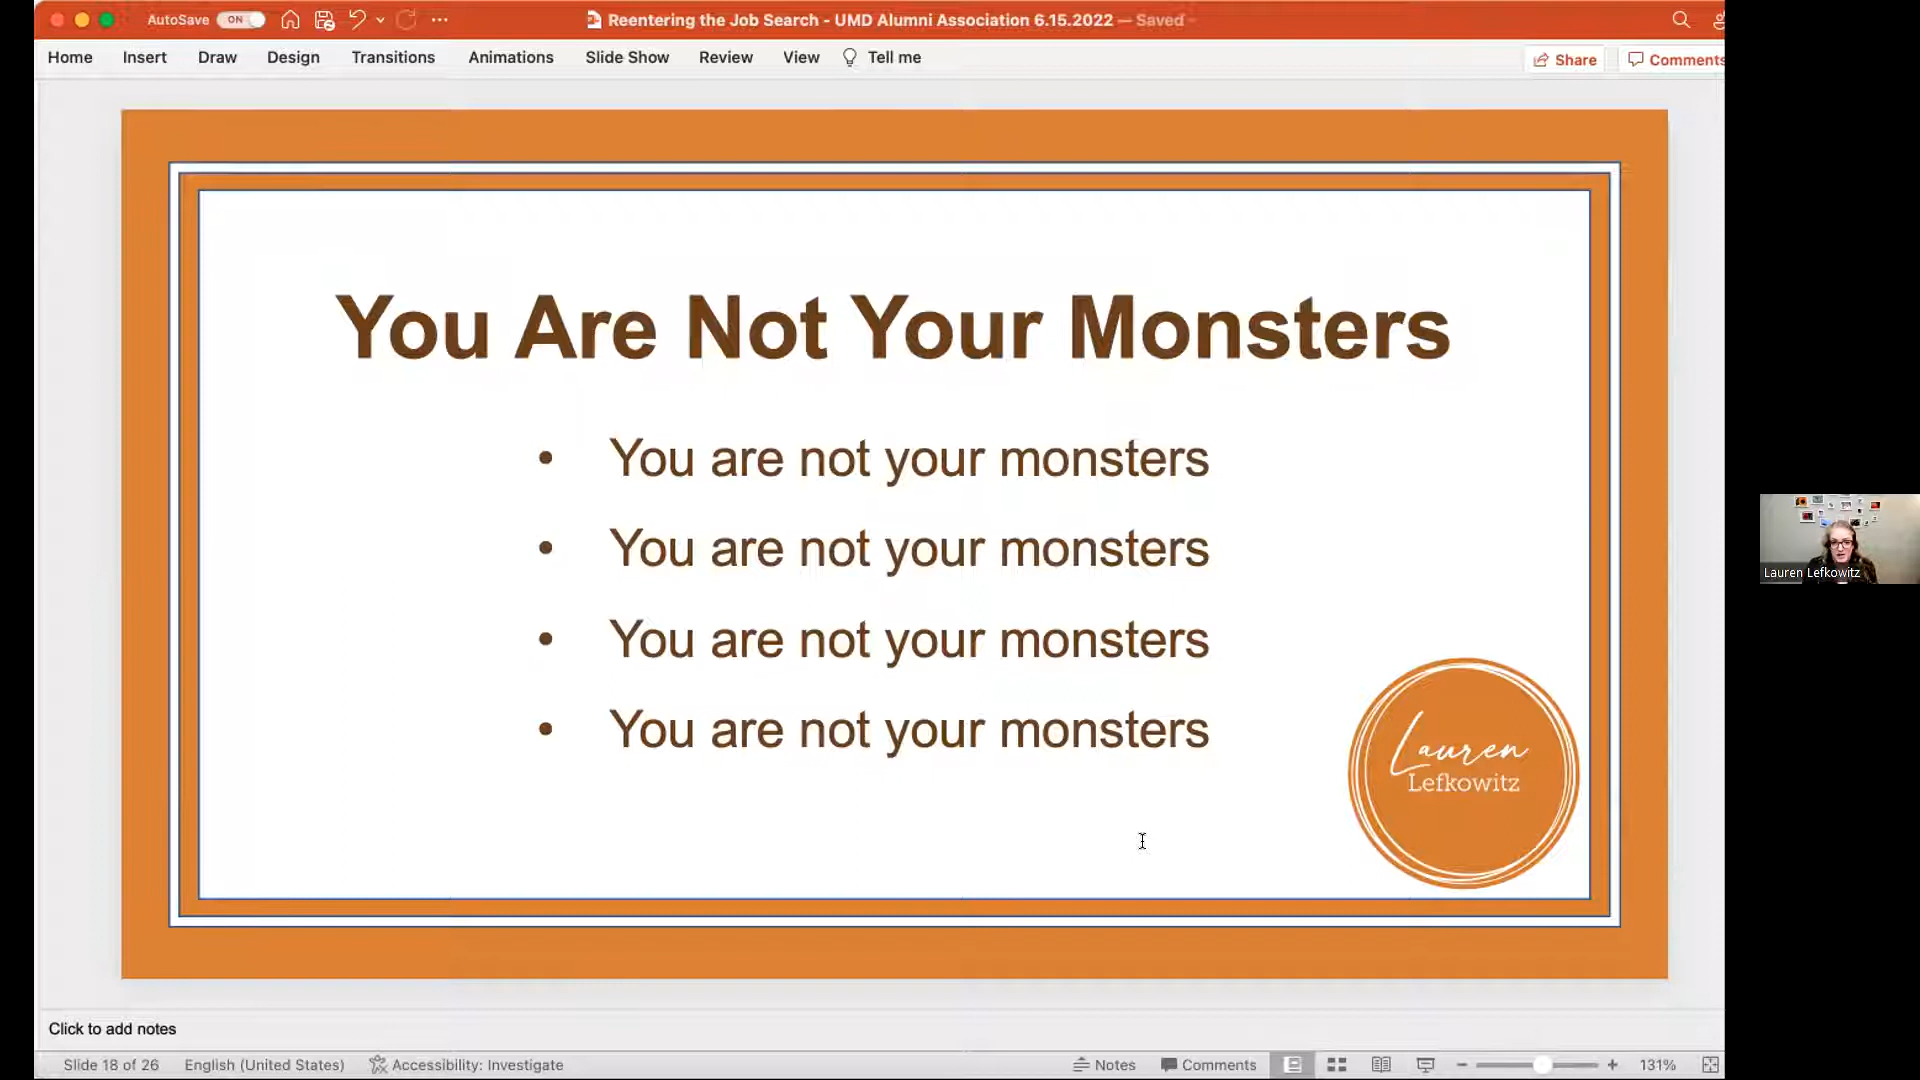 AutoSave ON Reentering the Job Search - UMD Alumni Association 6.15.2022 — Saved
Home Insert Draw Design Transitions Animations Slide Show Review View Tell me Share Comments
You Are Not Your Monsters
• You are not your monsters
• You are not your monsters
• You are not your monsters
• You are not your monsters
Lauren
Lefkowitz
Lauren Lefkowitz
Click to add notes
Slide 18 of 26 English (United States) Accessibility: Investigate Notes Comments 131%